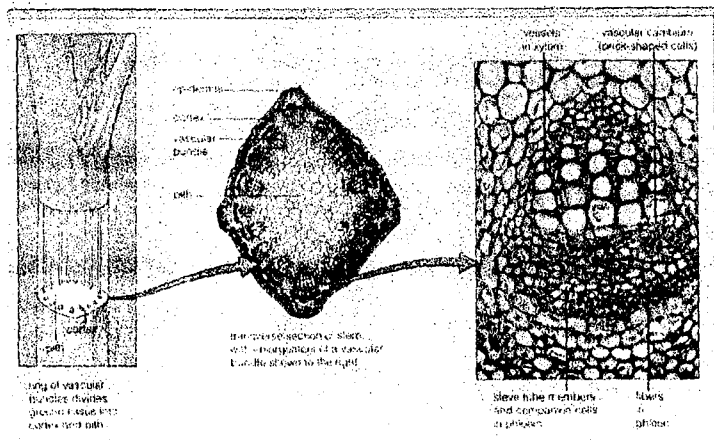 vessels
in xylem
vascular cambium
(brick-shaped cells)
epidermis
cortex
vascular
bundle
pith
cortex
pith
ring of vascular
bundles divides
ground tissue into
cortex and pith
transverse section of stem,
with enlargement of a vascular
bundle shown to the right
sieve tube members
and companion cells
in phloem
fibers
in
phloem